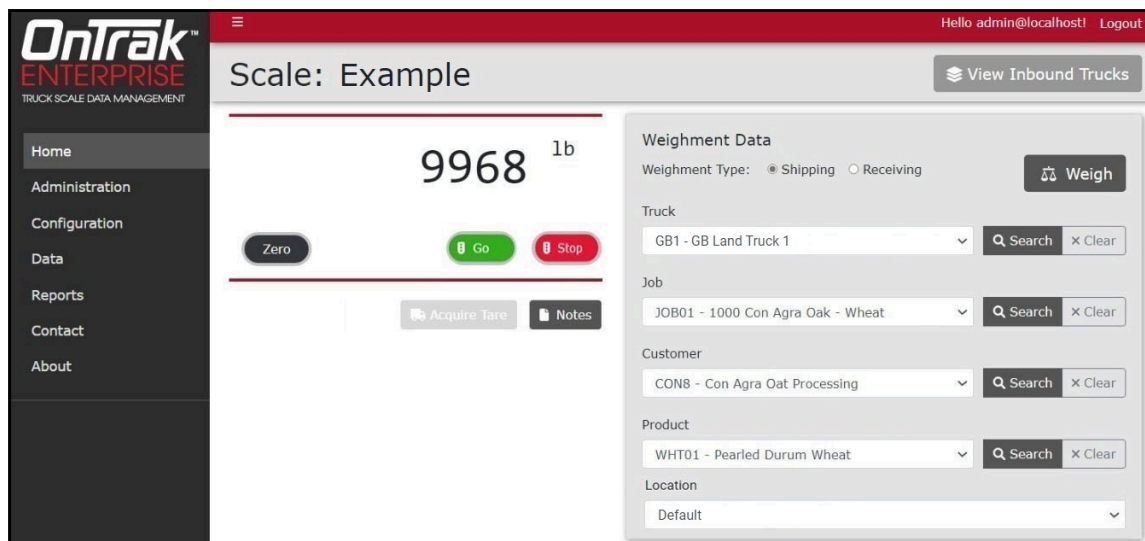 OnTrak™
ENTERPRISE
TRUCK SCALE DATA MANAGEMENT
Home
Administration
Configuration
Data
Reports
Contact
About
Hello admin@localhost! Logout
Scale: Example
View Inbound Trucks
9968 lb
Zero
Go
Stop
Acquire Tare
Notes
Weighment Data
Weighment Type: Shipping Receiving
Weigh
Truck
GB1 - GB Land Truck 1 Search × Clear
Job
JOB01 - 1000 Con Agra Oak - Wheat Search × Clear
Customer
CON8 - Con Agra Oat Processing Search × Clear
Product
WHT01 - Pearled Durum Wheat Search × Clear
Location
Default